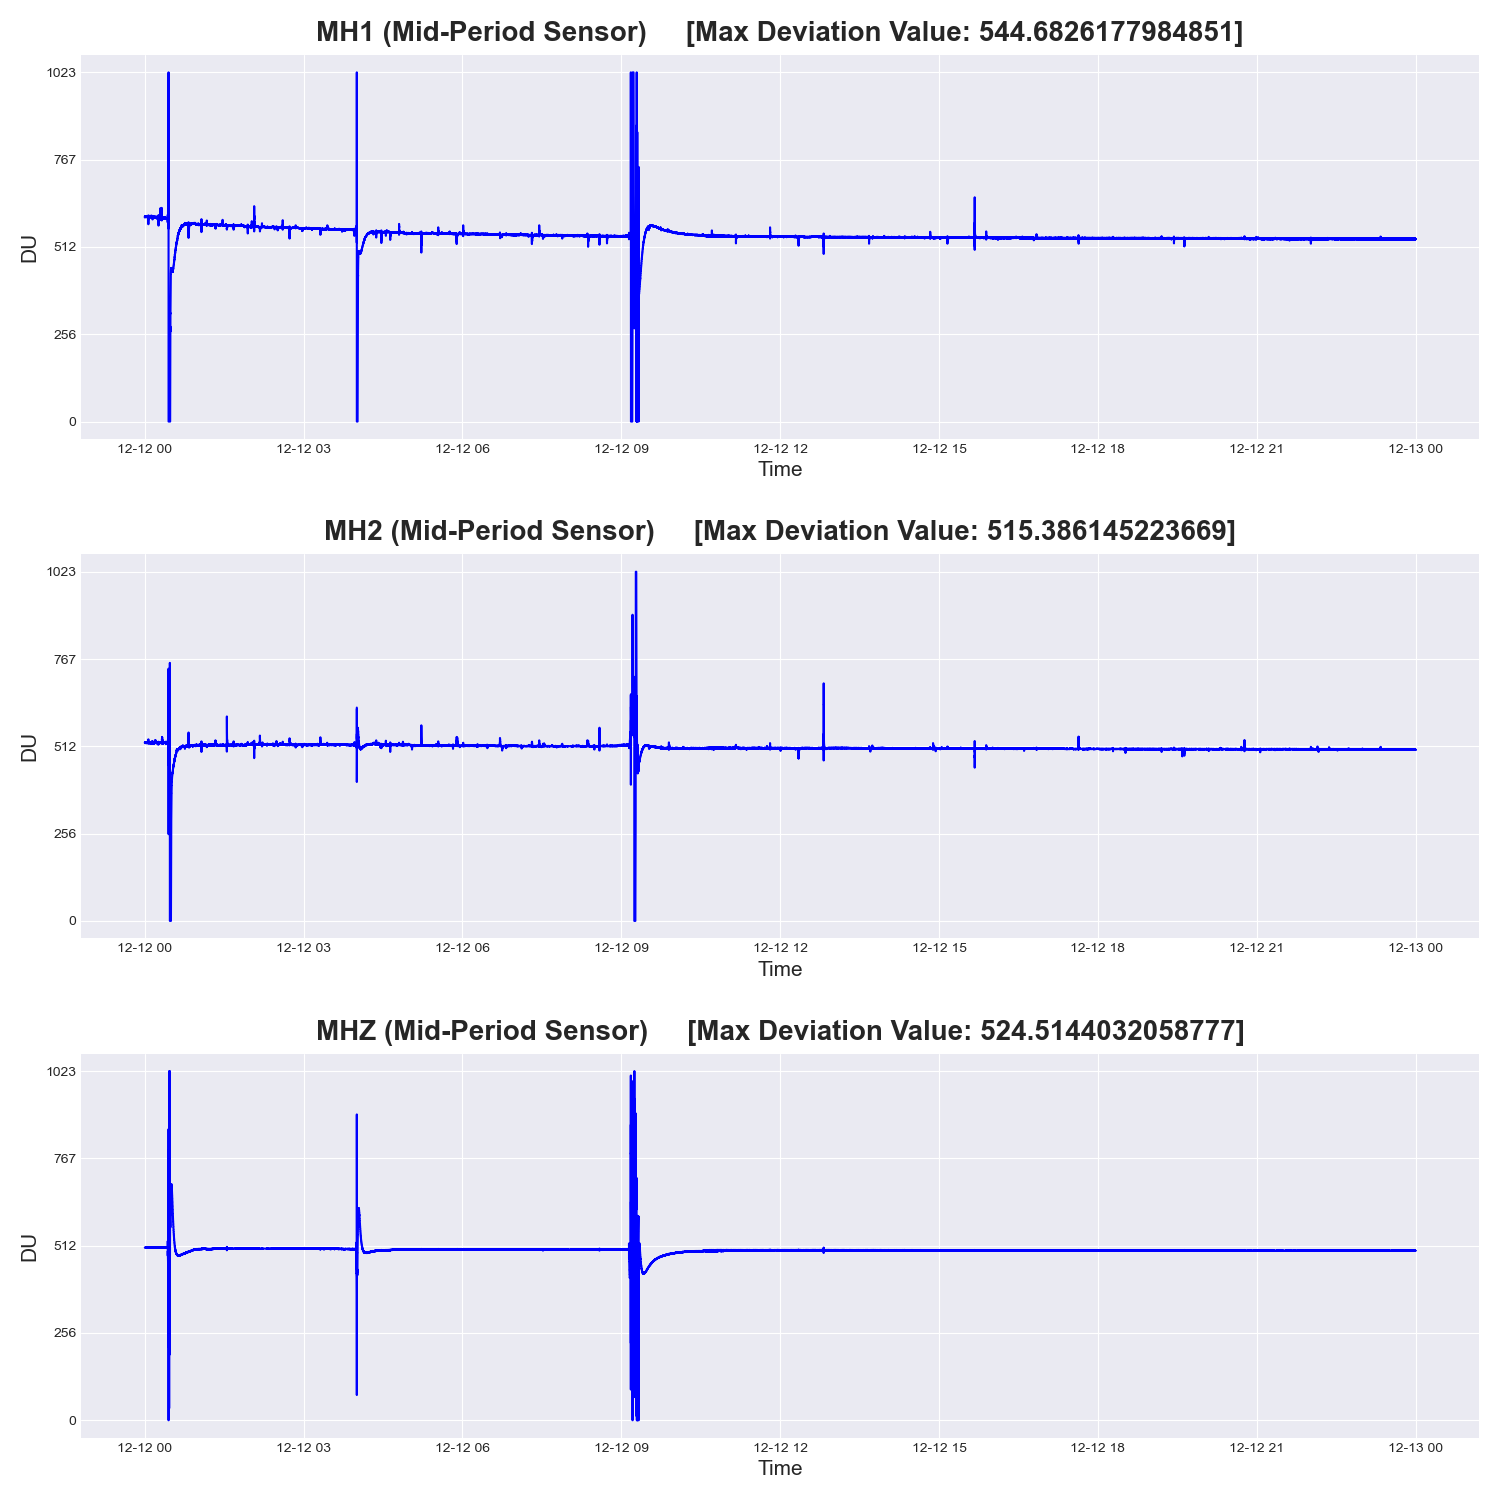 MH1 (Mid-Period Sensor) [Max Deviation Value: 544.6826177984851]
1023
767
512
256
0
DU
12-12 00 12-12 03 12-12 06 12-12 09 12-12 12 12-12 15 12-12 18 12-12 21 12-13 00
Time
MH2 (Mid-Period Sensor) [Max Deviation Value: 515.386145223669]
1023
767
512
256
0
DU
12-12 00 12-12 03 12-12 06 12-12 09 12-12 12 12-12 15 12-12 18 12-12 21 12-13 00
Time
MHZ (Mid-Period Sensor) [Max Deviation Value: 524.5144032058777]
1023
767
512
256
0
DU
12-12 00 12-12 03 12-12 06 12-12 09 12-12 12 12-12 15 12-12 18 12-12 21 12-13 00
Time